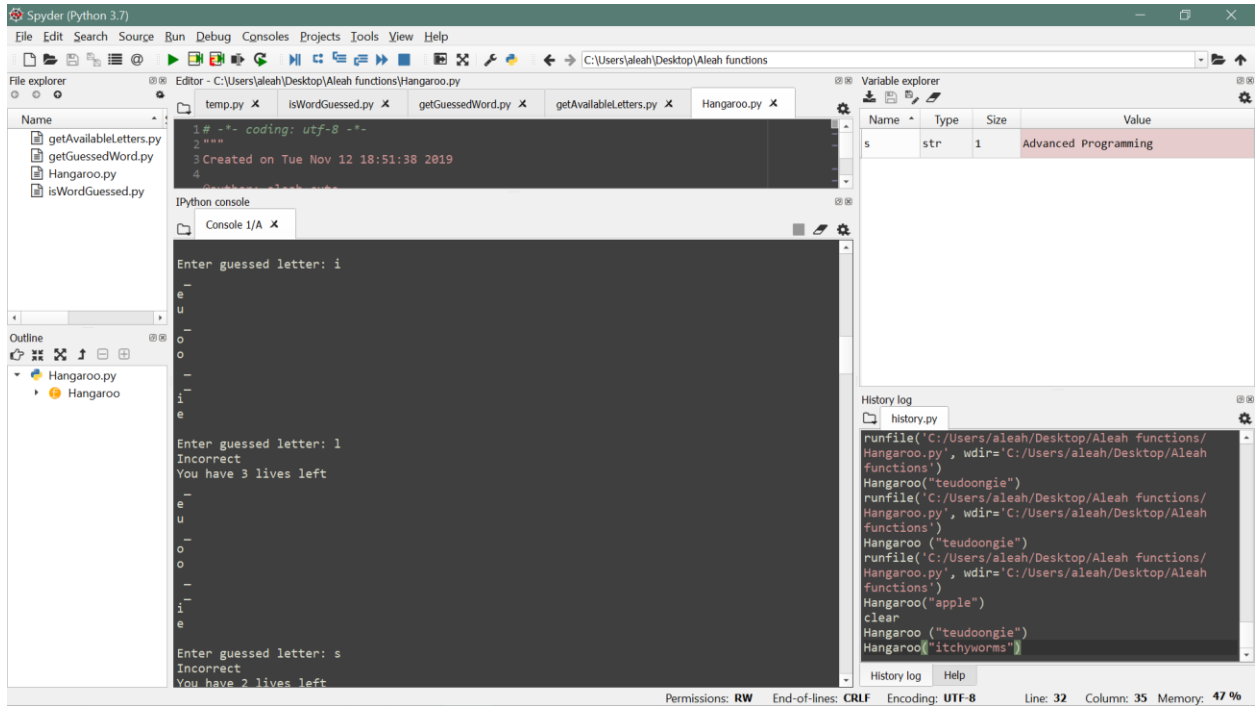 Spyder (Python 3.7)
File Edit Search Source Run Debug Consoles Projects Tools View Help
C:\Users\aleah\Desktop\Aleah functions
File explorer
Name
getAvailableLetters.py
getGuessedWord.py
Hangaroo.py
isWordGuessed.py
Outline
Hangaroo.py
Hangaroo
Editor - C:\Users\aleah\Desktop\Aleah functions\Hangaroo.py
temp.py isWordGuessed.py getGuessedWord.py getAvailableLetters.py Hangaroo.py
1 # -*- coding: utf-8 -*-
2 """
3 Created on Tue Nov 12 18:51:38 2019
4
IPython console
Console 1/A
Enter guessed letter: i
_
e
u
_
o
o
_
_
i
e
Enter guessed letter: l
Incorrect
You have 3 lives left
_
e
u
_
o
o
_
_
i
e
Enter guessed letter: s
Incorrect
You have 2 lives left
Variable explorer
Name Type Size Value
s str 1 Advanced Programming
History log
history.py
runfile('C:/Users/aleah/Desktop/Aleah functions/
Hangaroo.py', wdir='C:/Users/aleah/Desktop/Aleah
functions')
Hangaroo("teudoongie")
runfile('C:/Users/aleah/Desktop/Aleah functions/
Hangaroo.py', wdir='C:/Users/aleah/Desktop/Aleah
functions')
Hangaroo ("teudoongie")
runfile('C:/Users/aleah/Desktop/Aleah functions/
Hangaroo.py', wdir='C:/Users/aleah/Desktop/Aleah
functions')
Hangaroo("apple")
clear
Hangaroo ("teudoongie")
Hangaroo("itchyworms")
History log Help
Permissions: RW End-of-lines: CRLF Encoding: UTF-8 Line: 32 Column: 35 Memory: 47 %